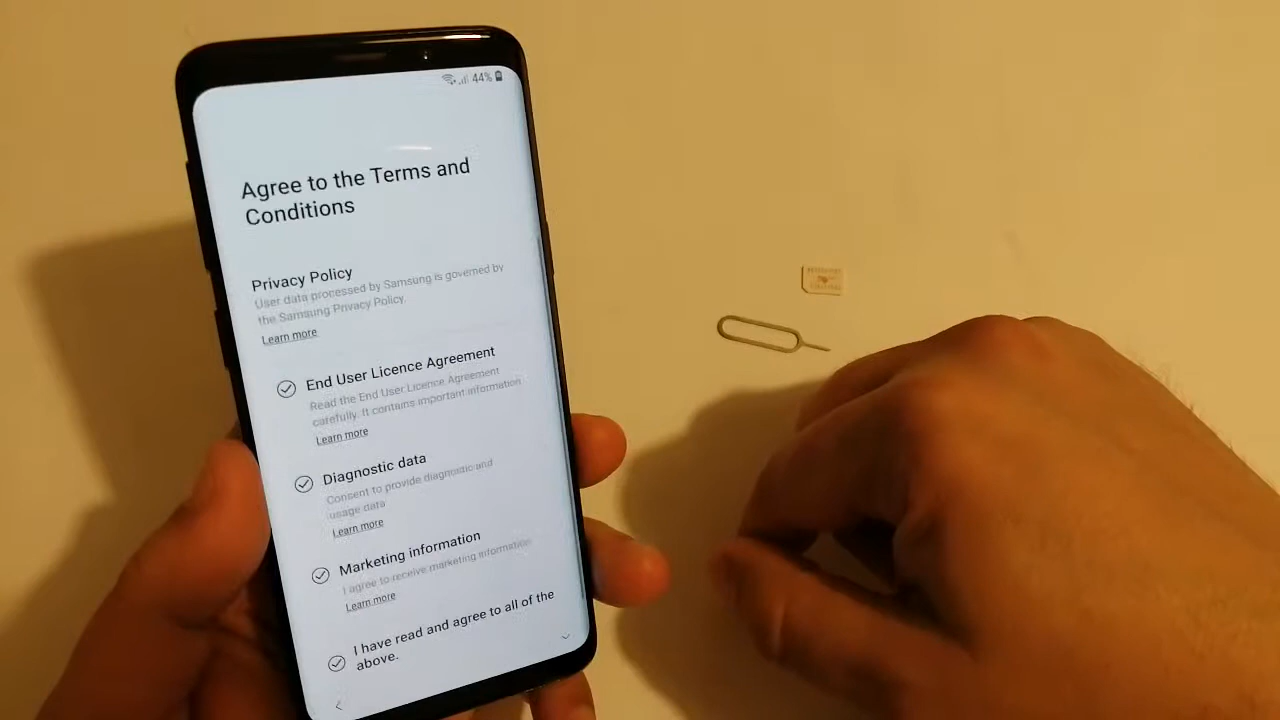 44%
Agree to the Terms and
Conditions
Privacy Policy
User data processed by Samsung is governed by
the Samsung Privacy Policy.
Learn more
End User Licence Agreement
Read the End User Licence Agreement
carefully. It contains important information
Learn more
Diagnostic data
Consent to provide diagnostic and
usage data
Learn more
Marketing information
I agree to receive marketing information
Learn more
I have read and agree to all of the
above.